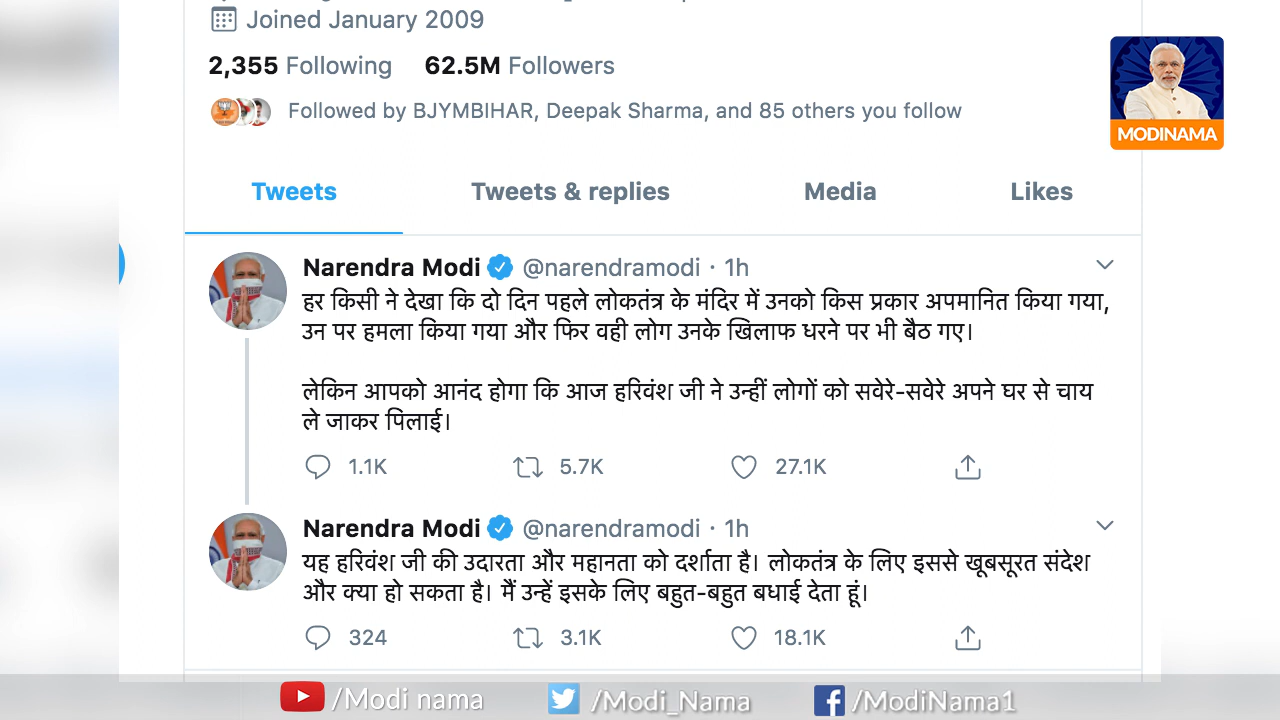 Joined January 2009
2,355 Following 62.5M Followers
Followed by BJYMBIHAR, Deepak Sharma, and 85 others you follow
MODINAMA
Tweets Tweets & replies Media Likes
Narendra Modi @narendramodi · 1h
हर किसी ने देखा कि दो दिन पहले लोकतंत्र के मंदिर में उनको किस प्रकार अपमानित किया गया,
उन पर हमला किया गया और फिर वही लोग उनके खिलाफ धरने पर भी बैठ गए।
लेकिन आपको आनंद होगा कि आज हरिवंश जी ने उन्हीं लोगों को सवेरे-सवेरे अपने घर से चाय
ले जाकर पिलाई।
1.1K 5.7K 27.1K
Narendra Modi @narendramodi · 1h
यह हरिवंश जी की उदारता और महानता को दर्शाता है। लोकतंत्र के लिए इससे खूबसूरत संदेश
और क्या हो सकता है। मैं उन्हें इसके लिए बहुत-बहुत बधाई देता हूं।
324 3.1K 18.1K
/Modi nama /Modi_Nama /ModiNama1